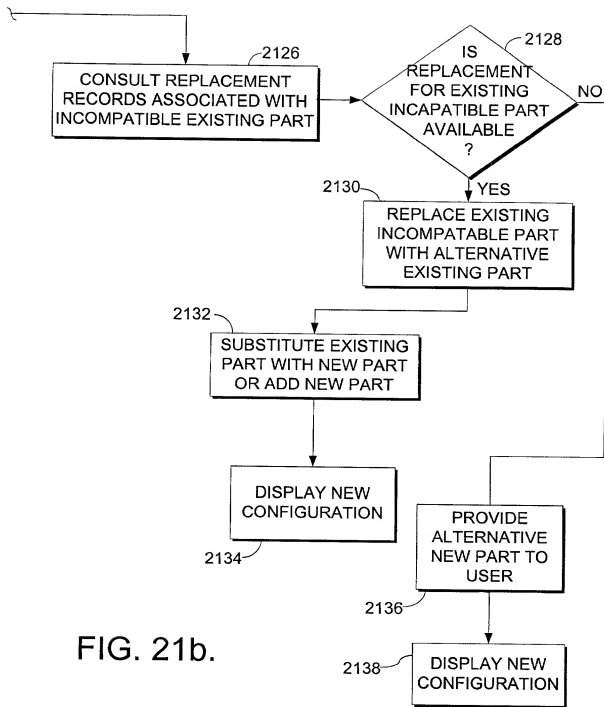 2126
CONSULT REPLACEMENT
RECORDS ASSOCIATED WITH
INCOMPATIBLE EXISTING PART
2128
IS
REPLACEMENT
FOR EXISTING
INCAPATIBLE PART
AVAILABLE
?
NO
YES
2130
REPLACE EXISTING
INCOMPATABLE PART
WITH ALTERNATIVE
EXISTING PART
2132
SUBSTITUTE EXISTING
PART WITH NEW PART
OR ADD NEW PART
DISPLAY NEW
CONFIGURATION
2134
PROVIDE
ALTERNATIVE
NEW PART TO
USER
2136
DISPLAY NEW
CONFIGURATION
2138
FIG. 21b.